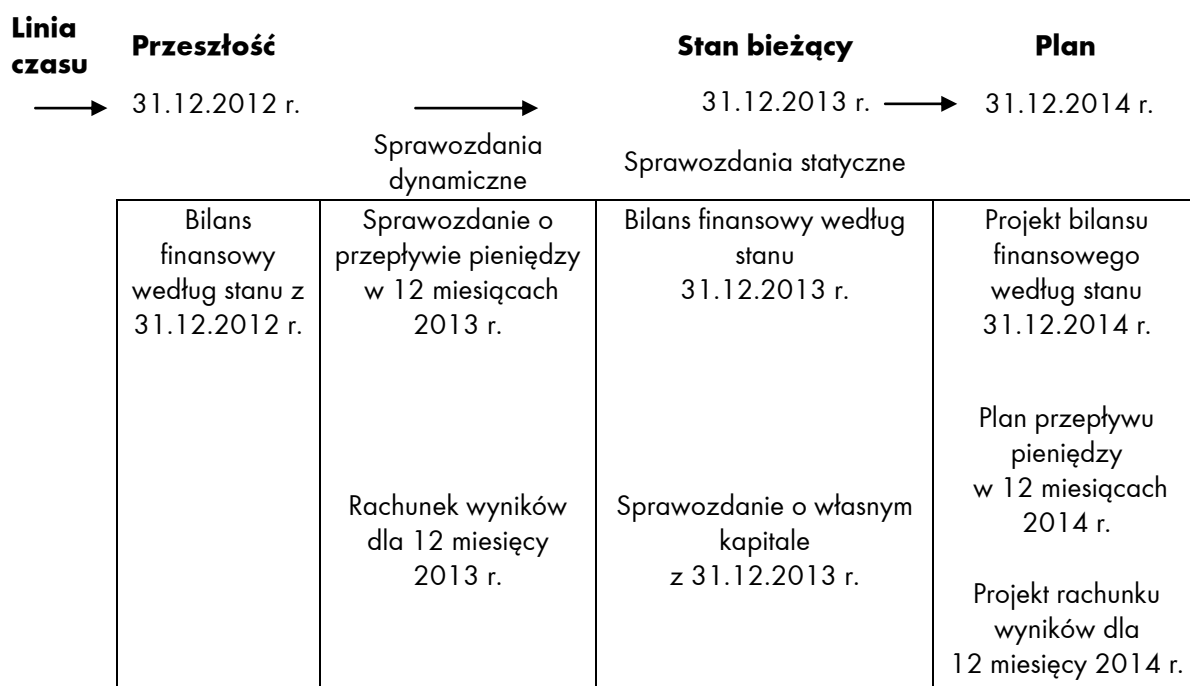 Linia
czasu
Przeszłość
Stan bieżący
Plan
31.12.2012 r.
31.12.2013 r.
31.12.2014 r.
Sprawozdania
dynamiczne
Sprawozdania statyczne
Bilans
finansowy
według stanu z
31.12.2012 r.
Sprawozdanie o
przepływie pieniędzy
w 12 miesiącach
2013 r.
Rachunek wyników
dla 12 miesięcy
2013 r.
Bilans finansowy według
stanu
31.12.2013 r.
Sprawozdanie o własnym
kapitale
z 31.12.2013 r.
Projekt bilansu
finansowego
według stanu
31.12.2014 r.
Plan przepływu
pieniędzy
w 12 miesiącach
2014 r.
Projekt rachunku
wyników dla
12 miesięcy 2014 r.